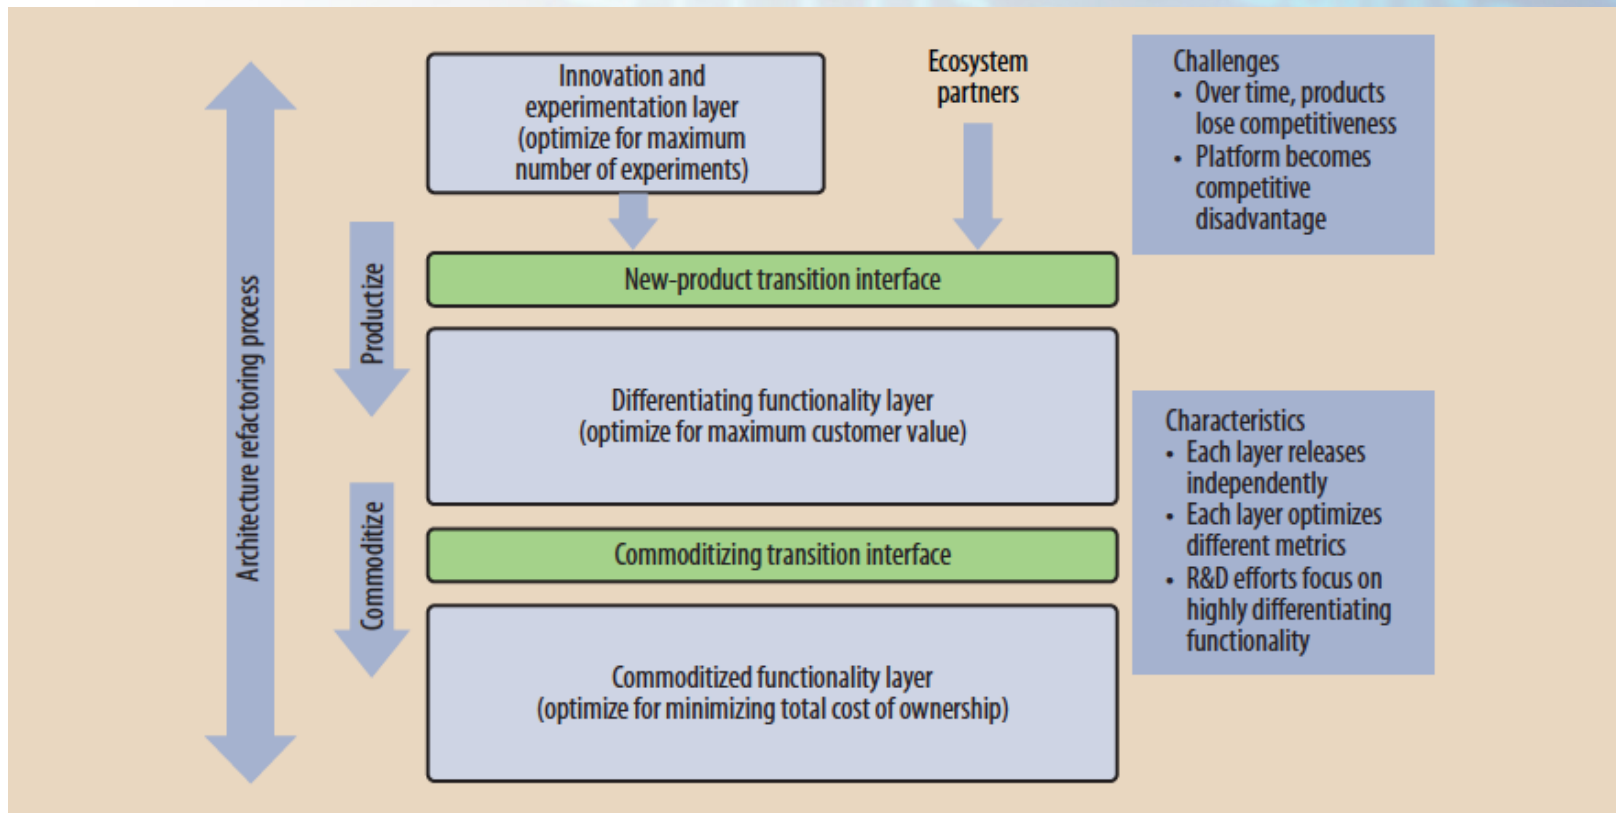 Architecture refactoring process
Productize
Commoditize
Innovation and
experimentation layer
(optimize for maximum
number of experiments)
Ecosystem
partners
New-product transition interface
Differentiating functionality layer
(optimize for maximum customer value)
Commoditizing transition interface
Commoditized functionality layer
(optimize for minimizing total cost of ownership)
Challenges
• Over time, products
lose competitiveness
• Platform becomes
competitive
disadvantage
Characteristics
• Each layer releases
independently
• Each layer optimizes
different metrics
• R&D efforts focus on
highly differentiating
functionality